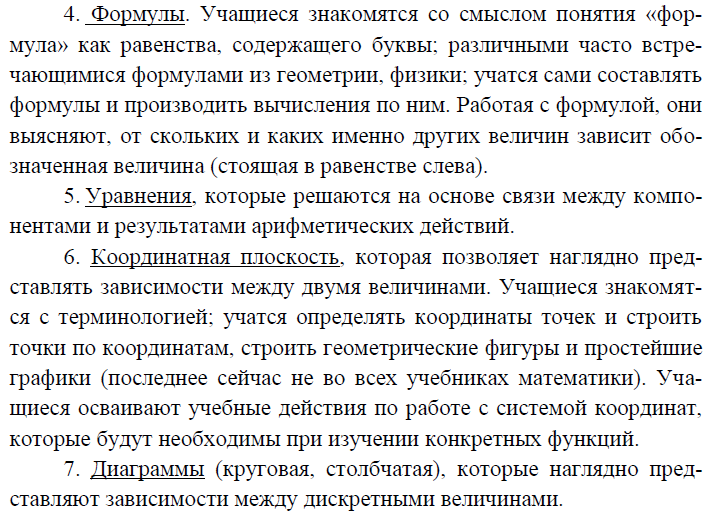 4. Формулы. Учащиеся знакомятся со смыслом понятия «фор-
мула» как равенства, содержащего буквы; различными часто встре-
чающимися формулами из геометрии, физики; учатся сами составлять
формулы и производить вычисления по ним. Работая с формулой, они
выясняют, от скольких и каких именно других величин зависит обо-
значенная величина (стоящая в равенстве слева).
5. Уравнения, которые решаются на основе связи между компо-
нентами и результатами арифметических действий.
6. Координатная плоскость, которая позволяет наглядно пред-
ставлять зависимости между двумя величинами. Учащиеся знакомят-
ся с терминологией; учатся определять координаты точек и строить
точки по координатам, строить геометрические фигуры и простейшие
графики (последнее сейчас не во всех учебниках математики). Уча-
щиеся осваивают учебные действия по работе с системой координат,
которые будут необходимы при изучении конкретных функций.
7. Диаграммы (круговая, столбчатая), которые наглядно пред-
ставляют зависимости между дискретными величинами.